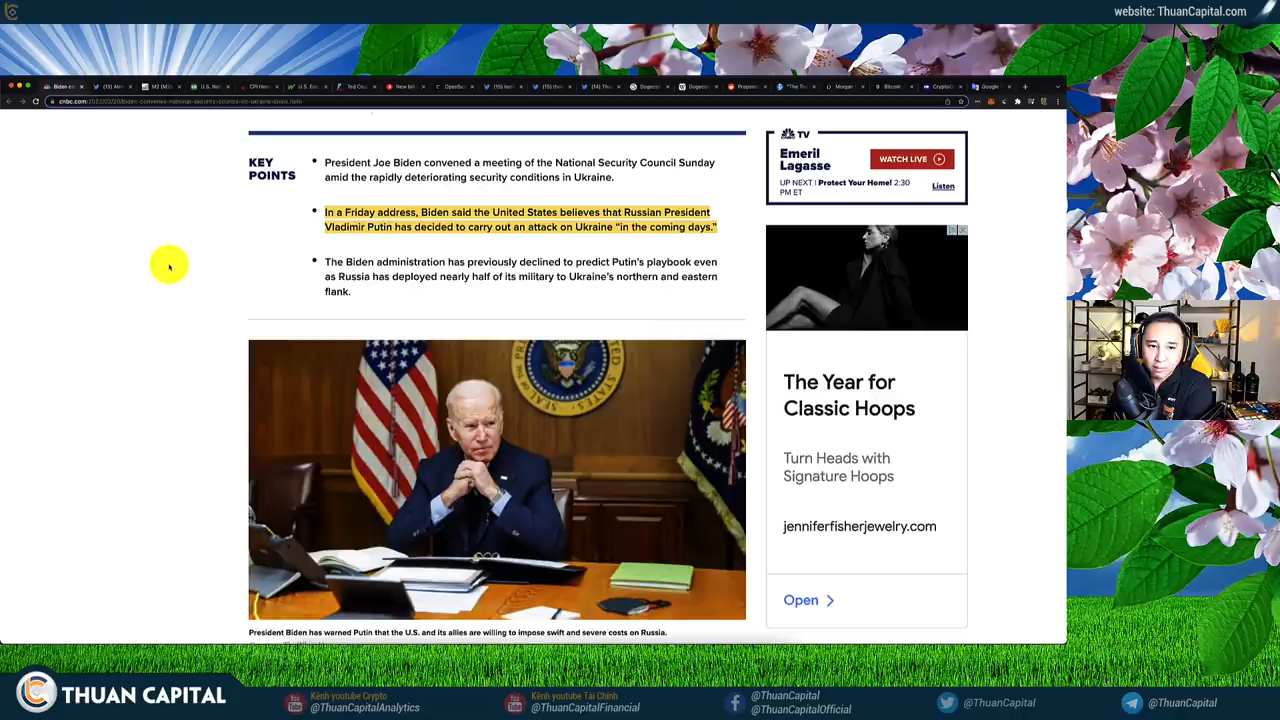 website: ThuanCapital.com
KEY
POINTS
President Joe Biden convened a meeting of the National Security Council Sunday
amid the rapidly deteriorating security conditions in Ukraine.
In a Friday address, Biden said the United States believes that Russian President
Vladimir Putin has decided to carry out an attack on Ukraine “in the coming days.”
The Biden administration has previously declined to predict Putin’s playbook even
as Russia has deployed nearly half of its military to Ukraine’s northern and eastern
flank.
President Biden has warned Putin that the U.S. and its allies are willing to impose swift and severe costs on Russia.
TV
Emeril
Lagasse
WATCH LIVE
UP NEXT | Protect Your Home! 2:30
PM ET
Listen
The Year for
Classic Hoops
Turn Heads with
Signature Hoops
jenniferfisherjewelry.com
Open
THUAN CAPITAL
Kênh youtube Crypto
@ThuanCapitalAnalytics
Kênh youtube Tài Chính
@ThuanCapitalFinancial
@ThuanCapital
@ThuanCapitalOfficial
@ThuanCapital
@ThuanCapital